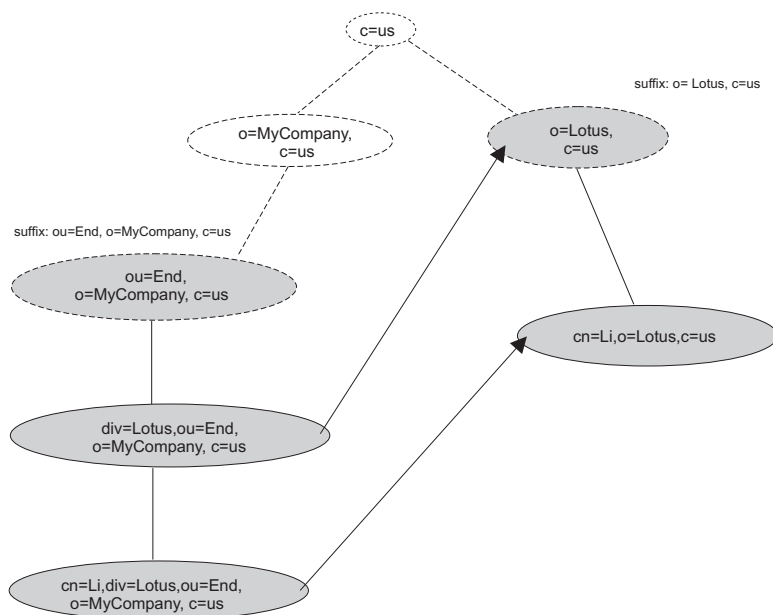 c=us
suffix: o= Lotus, c=us
o=MyCompany,
c=us
o=Lotus,
c=us
suffix: ou=End, o=MyCompany, c=us
ou=End,
o=MyCompany, c=us
cn=Li,o=Lotus,c=us
div=Lotus,ou=End,
o=MyCompany, c=us
cn=Li,div=Lotus,ou=End,
o=MyCompany, c=us